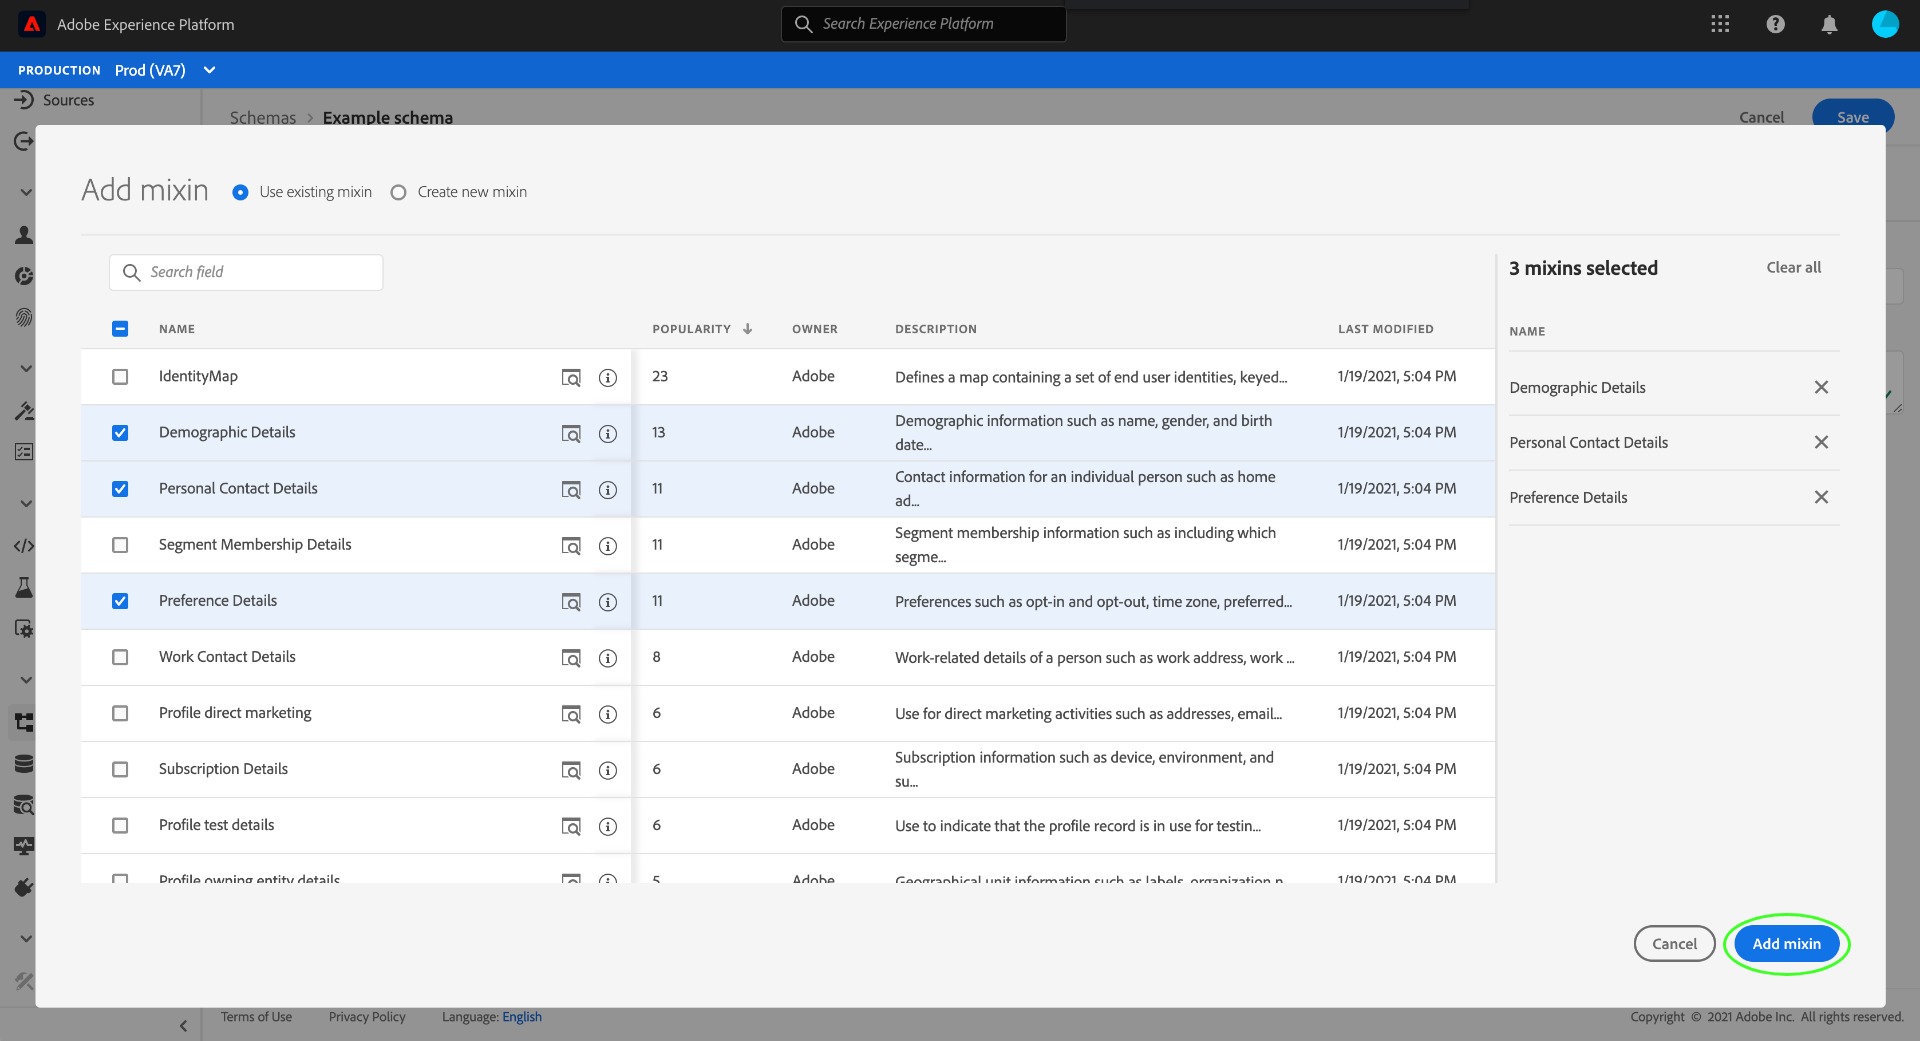 Adobe Experience Platform
Search Experience Platform
PRODUCTION Prod (VA7)
Sources
Schemas > Example schema
Cancel
Save
Add mixin
Use existing mixin
Create new mixin
Search field
3 mixins selected
Clear all
NAME POPULARITY OWNER DESCRIPTION LAST MODIFIED
IdentityMap 23 Adobe Defines a map containing a set of end user identities, keyed... 1/19/2021, 5:04 PM
Demographic Details 13 Adobe Demographic information such as name, gender, and birth 1/19/2021, 5:04 PM
date...
Personal Contact Details 11 Adobe Contact information for an individual person such as home 1/19/2021, 5:04 PM
ad...
Segment Membership Details 11 Adobe Segment membership information such as including which 1/19/2021, 5:04 PM
segme...
Preference Details 11 Adobe Preferences such as opt-in and opt-out, time zone, preferred... 1/19/2021, 5:04 PM
Work Contact Details 8 Adobe Work-related details of a person such as work address, work ... 1/19/2021, 5:04 PM
Profile direct marketing 6 Adobe Use for direct marketing activities such as addresses, email... 1/19/2021, 5:04 PM
Subscription Details 6 Adobe Subscription information such as device, environment, and 1/19/2021, 5:04 PM
su...
Profile test details 6 Adobe Use to indicate that the profile record is in use for testin... 1/19/2021, 5:04 PM
Profile owning entity details 5 Adobe Geographical unit information such as labels, organization n 1/19/2021, 5:04 PM
NAME
Demographic Details
Personal Contact Details
Preference Details
Cancel
Add mixin
Terms of Use
Privacy Policy
Language: English
Copyright © 2021 Adobe Inc. All rights reserved.